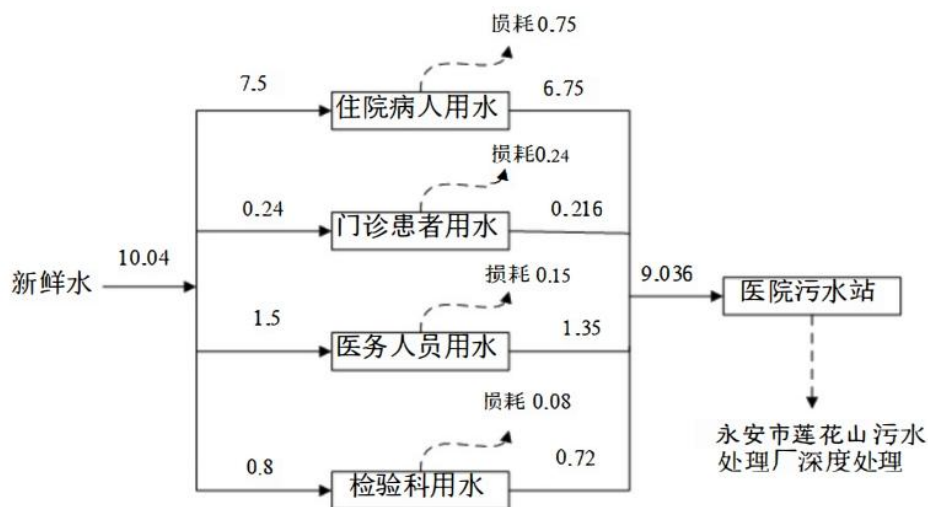 损耗0.75
7.5
住院病人用水
6.75
损耗0.24
0.24
门诊患者用水
0.216
新鲜水
10.04
损耗 0.15
9.036
医院污水站
1.5
医务人员用水
1.35
损耗 0.08
永安市莲花山污水
处理厂深度处理
0.8
检验科用水
0.72